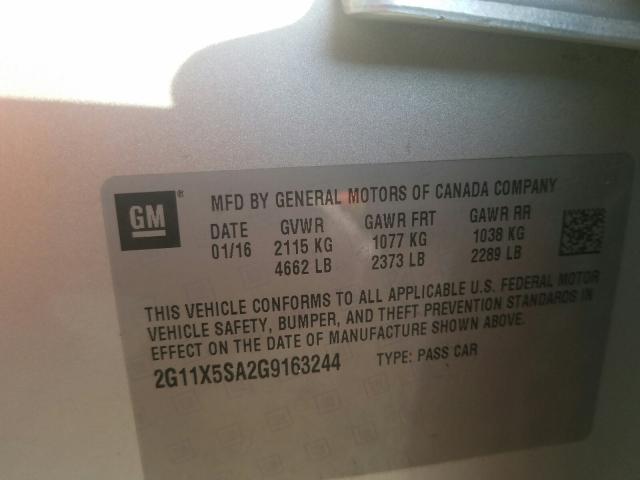 GM ® MFD BY GENERAL MOTORS OF CANADA COMPANY
DATE GVWR GAWR FRT GAWR RR
01/16 2115 KG 1077 KG 1038 KG
4662 LB 2373 LB 2289 LB
THIS VEHICLE CONFORMS TO ALL APPLICABLE U.S. FEDERAL MOTOR
VEHICLE SAFETY, BUMPER, AND THEFT PREVENTION STANDARDS IN
EFFECT ON THE DATE OF MANUFACTURE SHOWN ABOVE.
2G11X5SA2G9163244 TYPE: PASS CAR